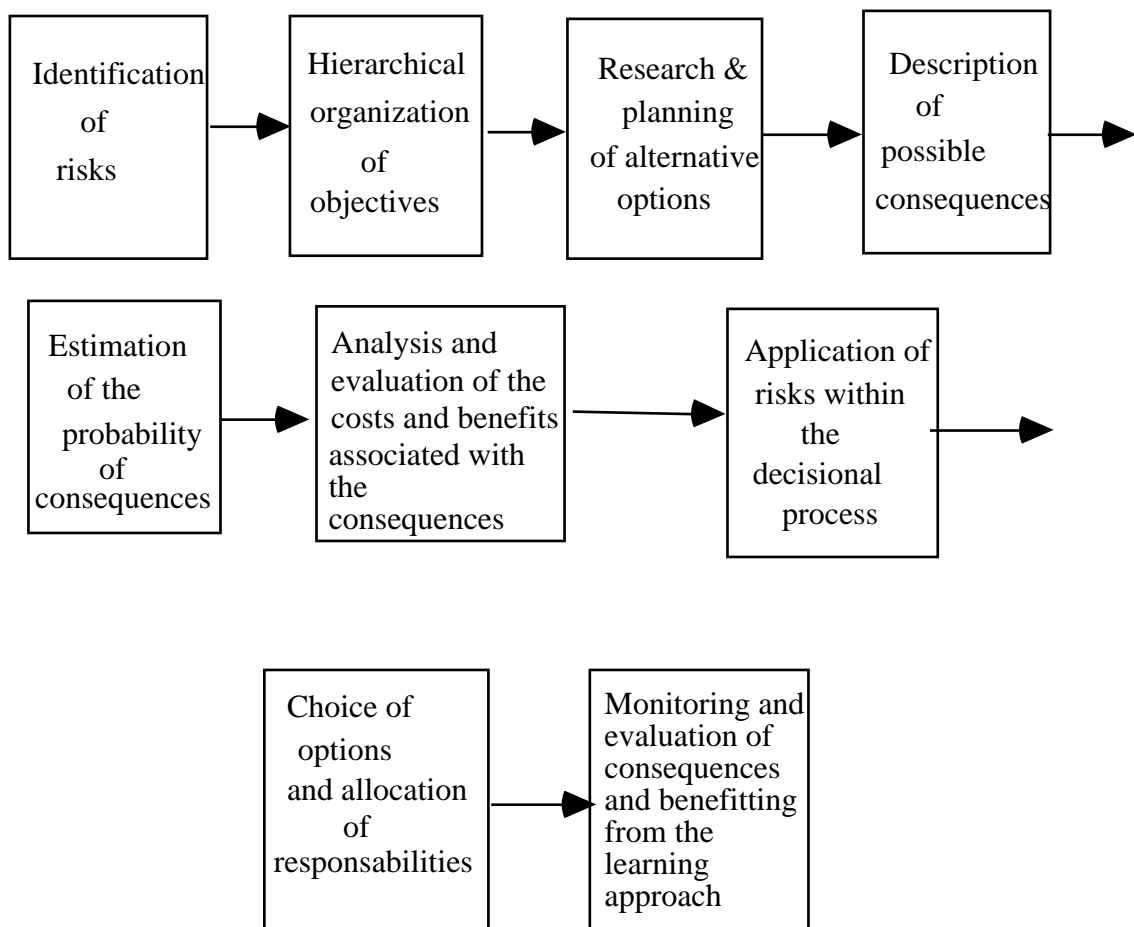 Identification
of
risks
Hierarchical
organization
of
objectives
Research &
planning
of alternative
options
Description
of
possible
consequences
Estimation
of the
probability
of
consequences
Analysis and
evaluation of the
costs and benefits
associated with
the
consequences
Application of
risks within
the
decisional
process
Choice of
options
and allocation
of
responsabilities
Monitoring and
evaluation of
consequences
and benefitting
from the
learning
approach